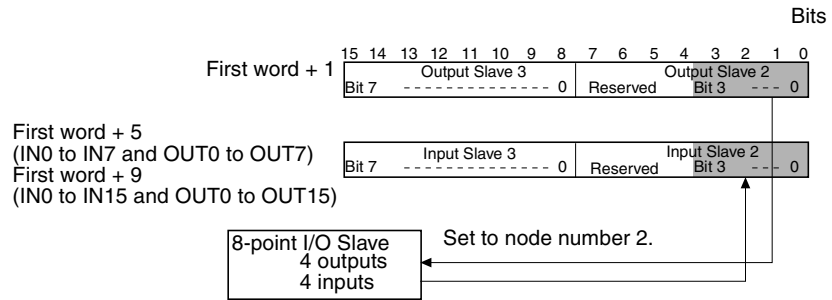 Bits
15 14 13 12 11 10 9 8 7 6 5 4 3 2 1 0
First word + 1
Output Slave 3 Output Slave 2
Bit 7 - - - - - - - - - - - - - - 0 Reserved Bit 3 - - - 0
First word + 5
(IN0 to IN7 and OUT0 to OUT7)
First word + 9
(IN0 to IN15 and OUT0 to OUT15)
Input Slave 3 Input Slave 2
Bit 7 - - - - - - - - - - - - - - 0 Reserved Bit 3 - - - 0
8-point I/O Slave
4 outputs
4 inputs
Set to node number 2.